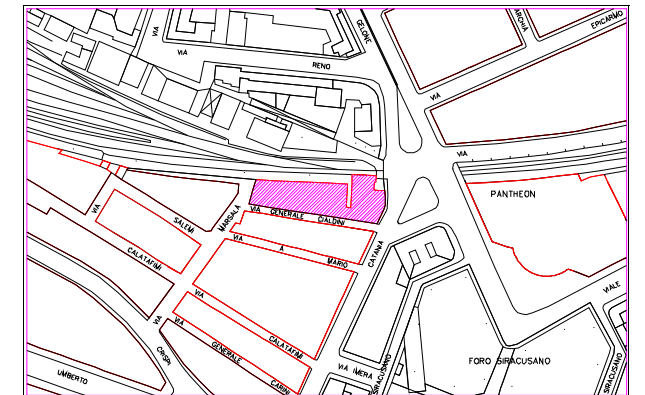 VIA
GELONE
VIA
RENO
ARCHIA
EPICARMO
VIA
VIA
PANTHEON
VIA
SALEMI
MARSALA
VIA GENERALE CIALDINI
VIA A MARIO
CATANIA
CALATAFIMI
VIA
VIALE
VIA
VIA
CALATAFIMI
GENERALE
CARINI
CRISPI
UMBERTO
VIA IMERA
SIRACUSANO
FORO SIRACUSANO
SIRACUSANO